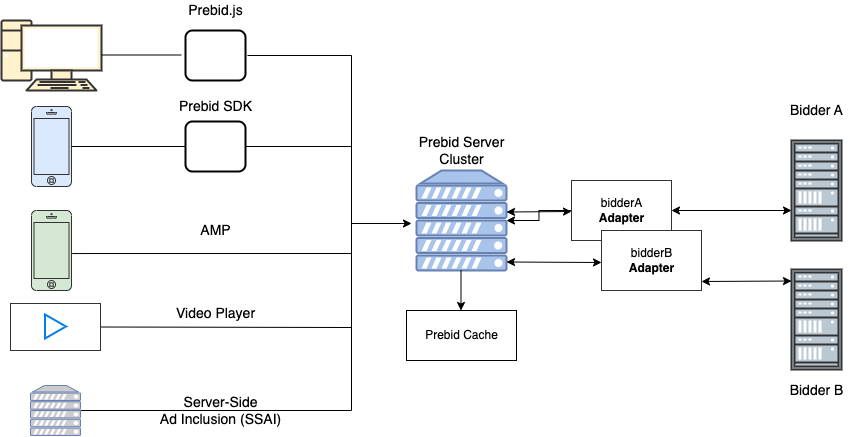 Prebid.js
Prebid SDK
AMP
Video Player
Server-Side
Ad Inclusion (SSAI)
Prebid Server
Cluster
Prebid Cache
bidderA
Adapter
bidderB
Adapter
Bidder A
Bidder B